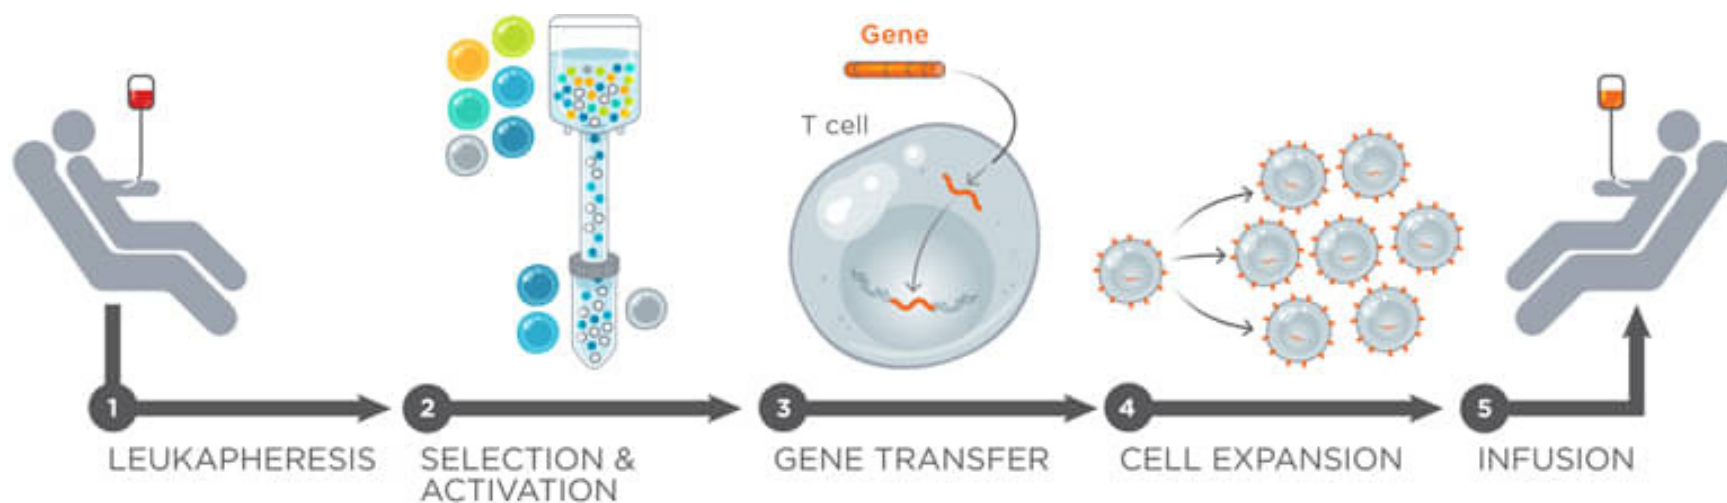 Gene
T cell
1
2
3
4
5
LEUKAPHERESIS
SELECTION &
ACTIVATION
GENE TRANSFER
CELL EXPANSION
INFUSION